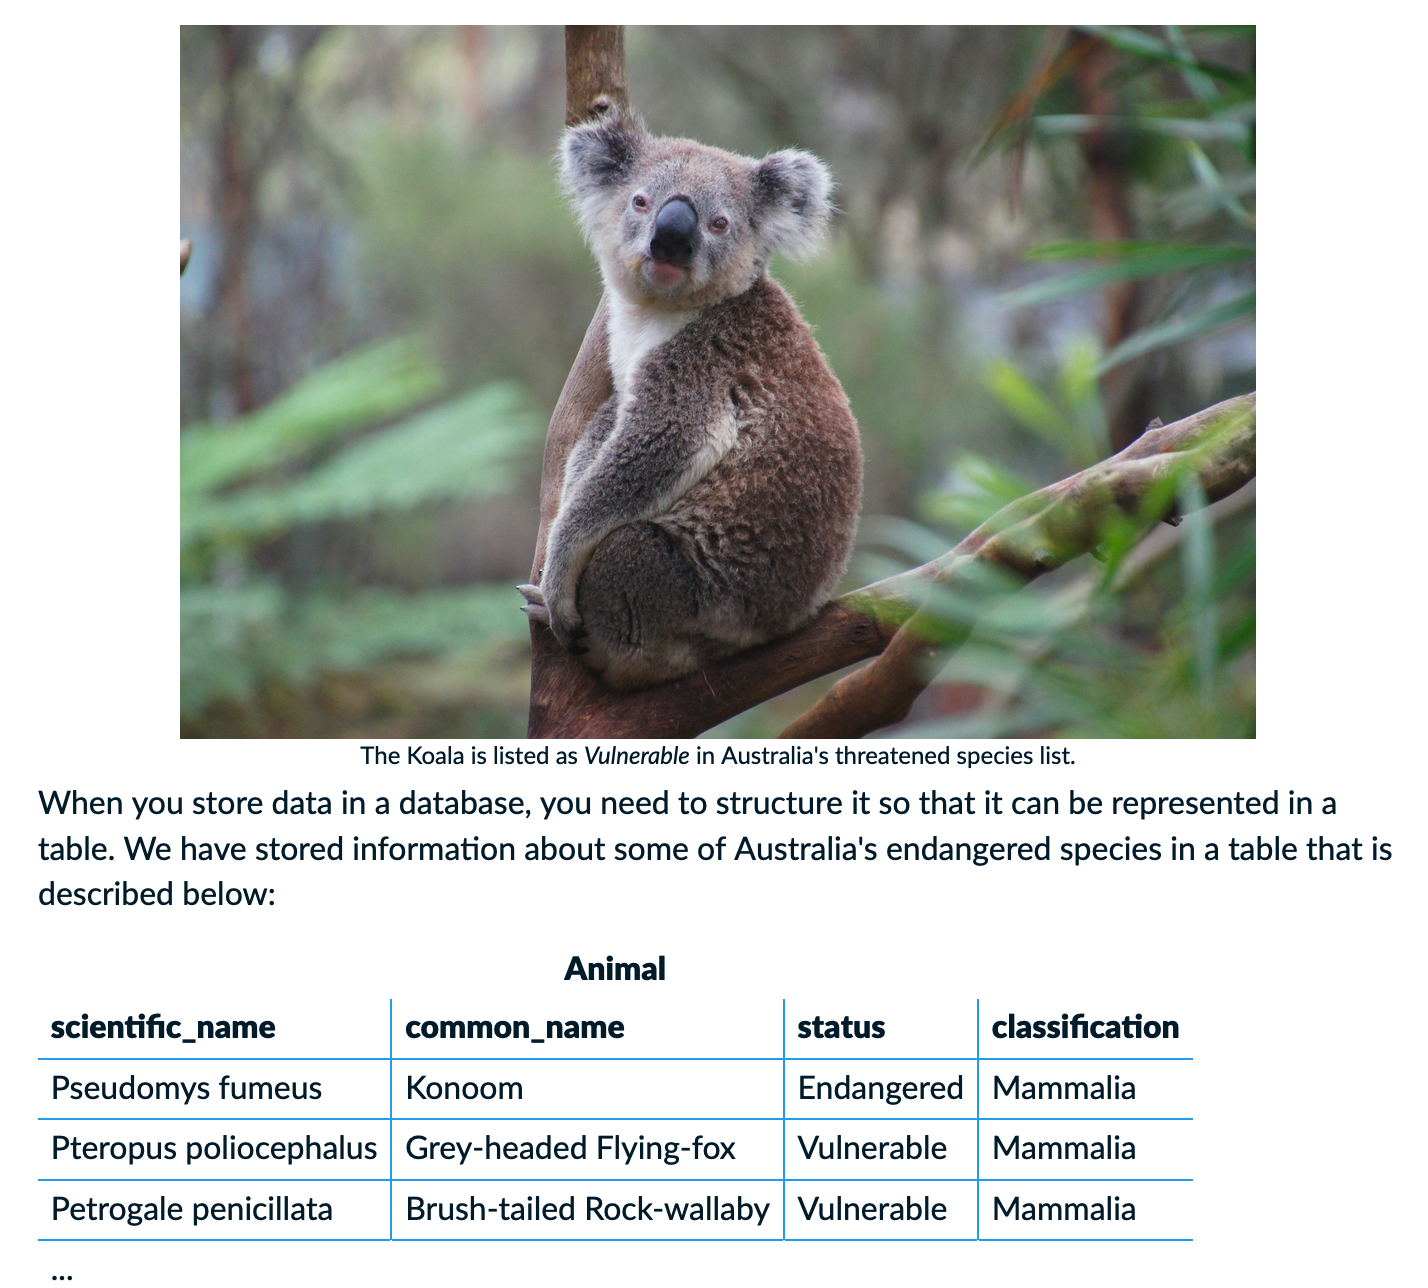 The Koala is listed as Vulnerable in Australia's threatened species list.
When you store data in a database, you need to structure it so that it can be represented in a
table. We have stored information about some of Australia's endangered species in a table that is
described below:
Animal
scientific_name common_name status classification
Pseudomys fumeus Konoom Endangered Mammalia
Pteropus poliocephalus Grey-headed Flying-fox Vulnerable Mammalia
Petrogale penicillata Brush-tailed Rock-wallaby Vulnerable Mammalia
...